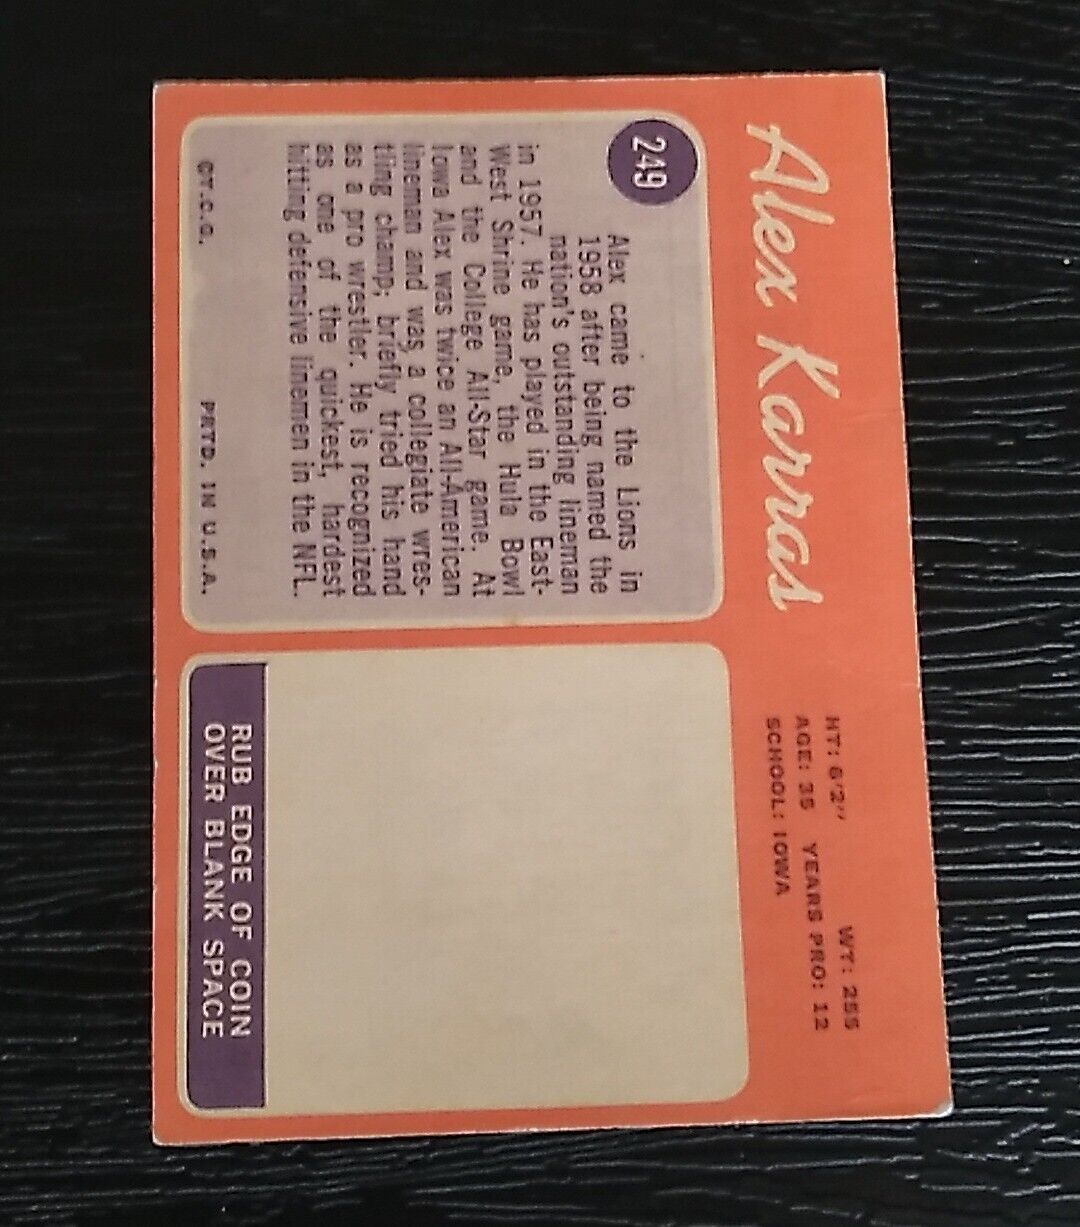 Alex Karras
HT: 6'2" WT: 255
AGE: 35 YEARS PRO: 12
SCHOOL: IOWA
249
Alex came to the Lions in
1958 after being named the
nation's outstanding lineman
in 1957. He has played in the East-
West Shrine game, the Hula Bowl
and the College All-Star game. At
Iowa Alex was twice an All-American
lineman and was a collegiate wres-
tling champ; briefly tried his hand
as a pro wrestler. He is recognized
as one of the quickest, hardest
hitting defensive linemen in the NFL.
©T.C.G. PRTD. IN U.S.A.
RUB EDGE OF COIN
OVER BLANK SPACE